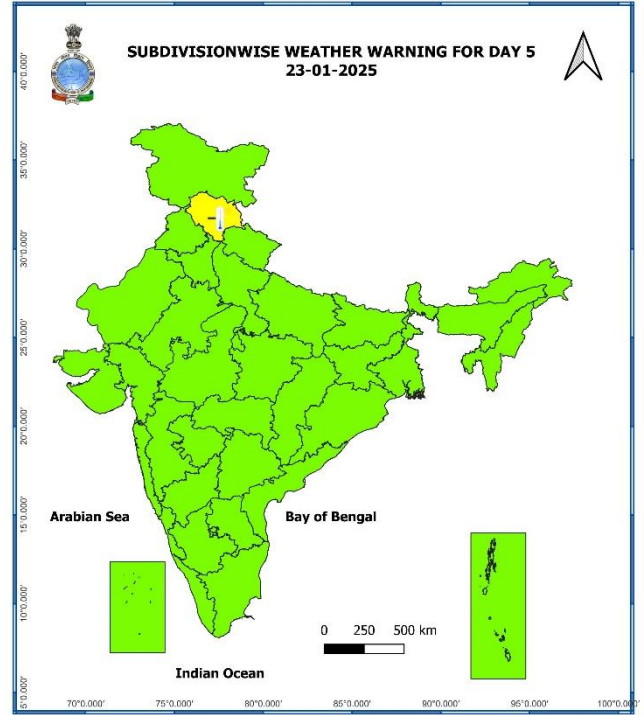 SUBDIVISIONWISE WEATHER WARNING FOR DAY 5
23-01-2025
40°0.000'
35°0.000'
30°0.000'
25°0.000'
20°0.000'
15°0.000'
10°0.000'
5°0.000'
Arabian Sea
Bay of Bengal
0 250 500 km
Indian Ocean
70°0.000' 75°0.000' 80°0.000' 85°0.000' 90°0.000' 95°0.000' 100°0.000'